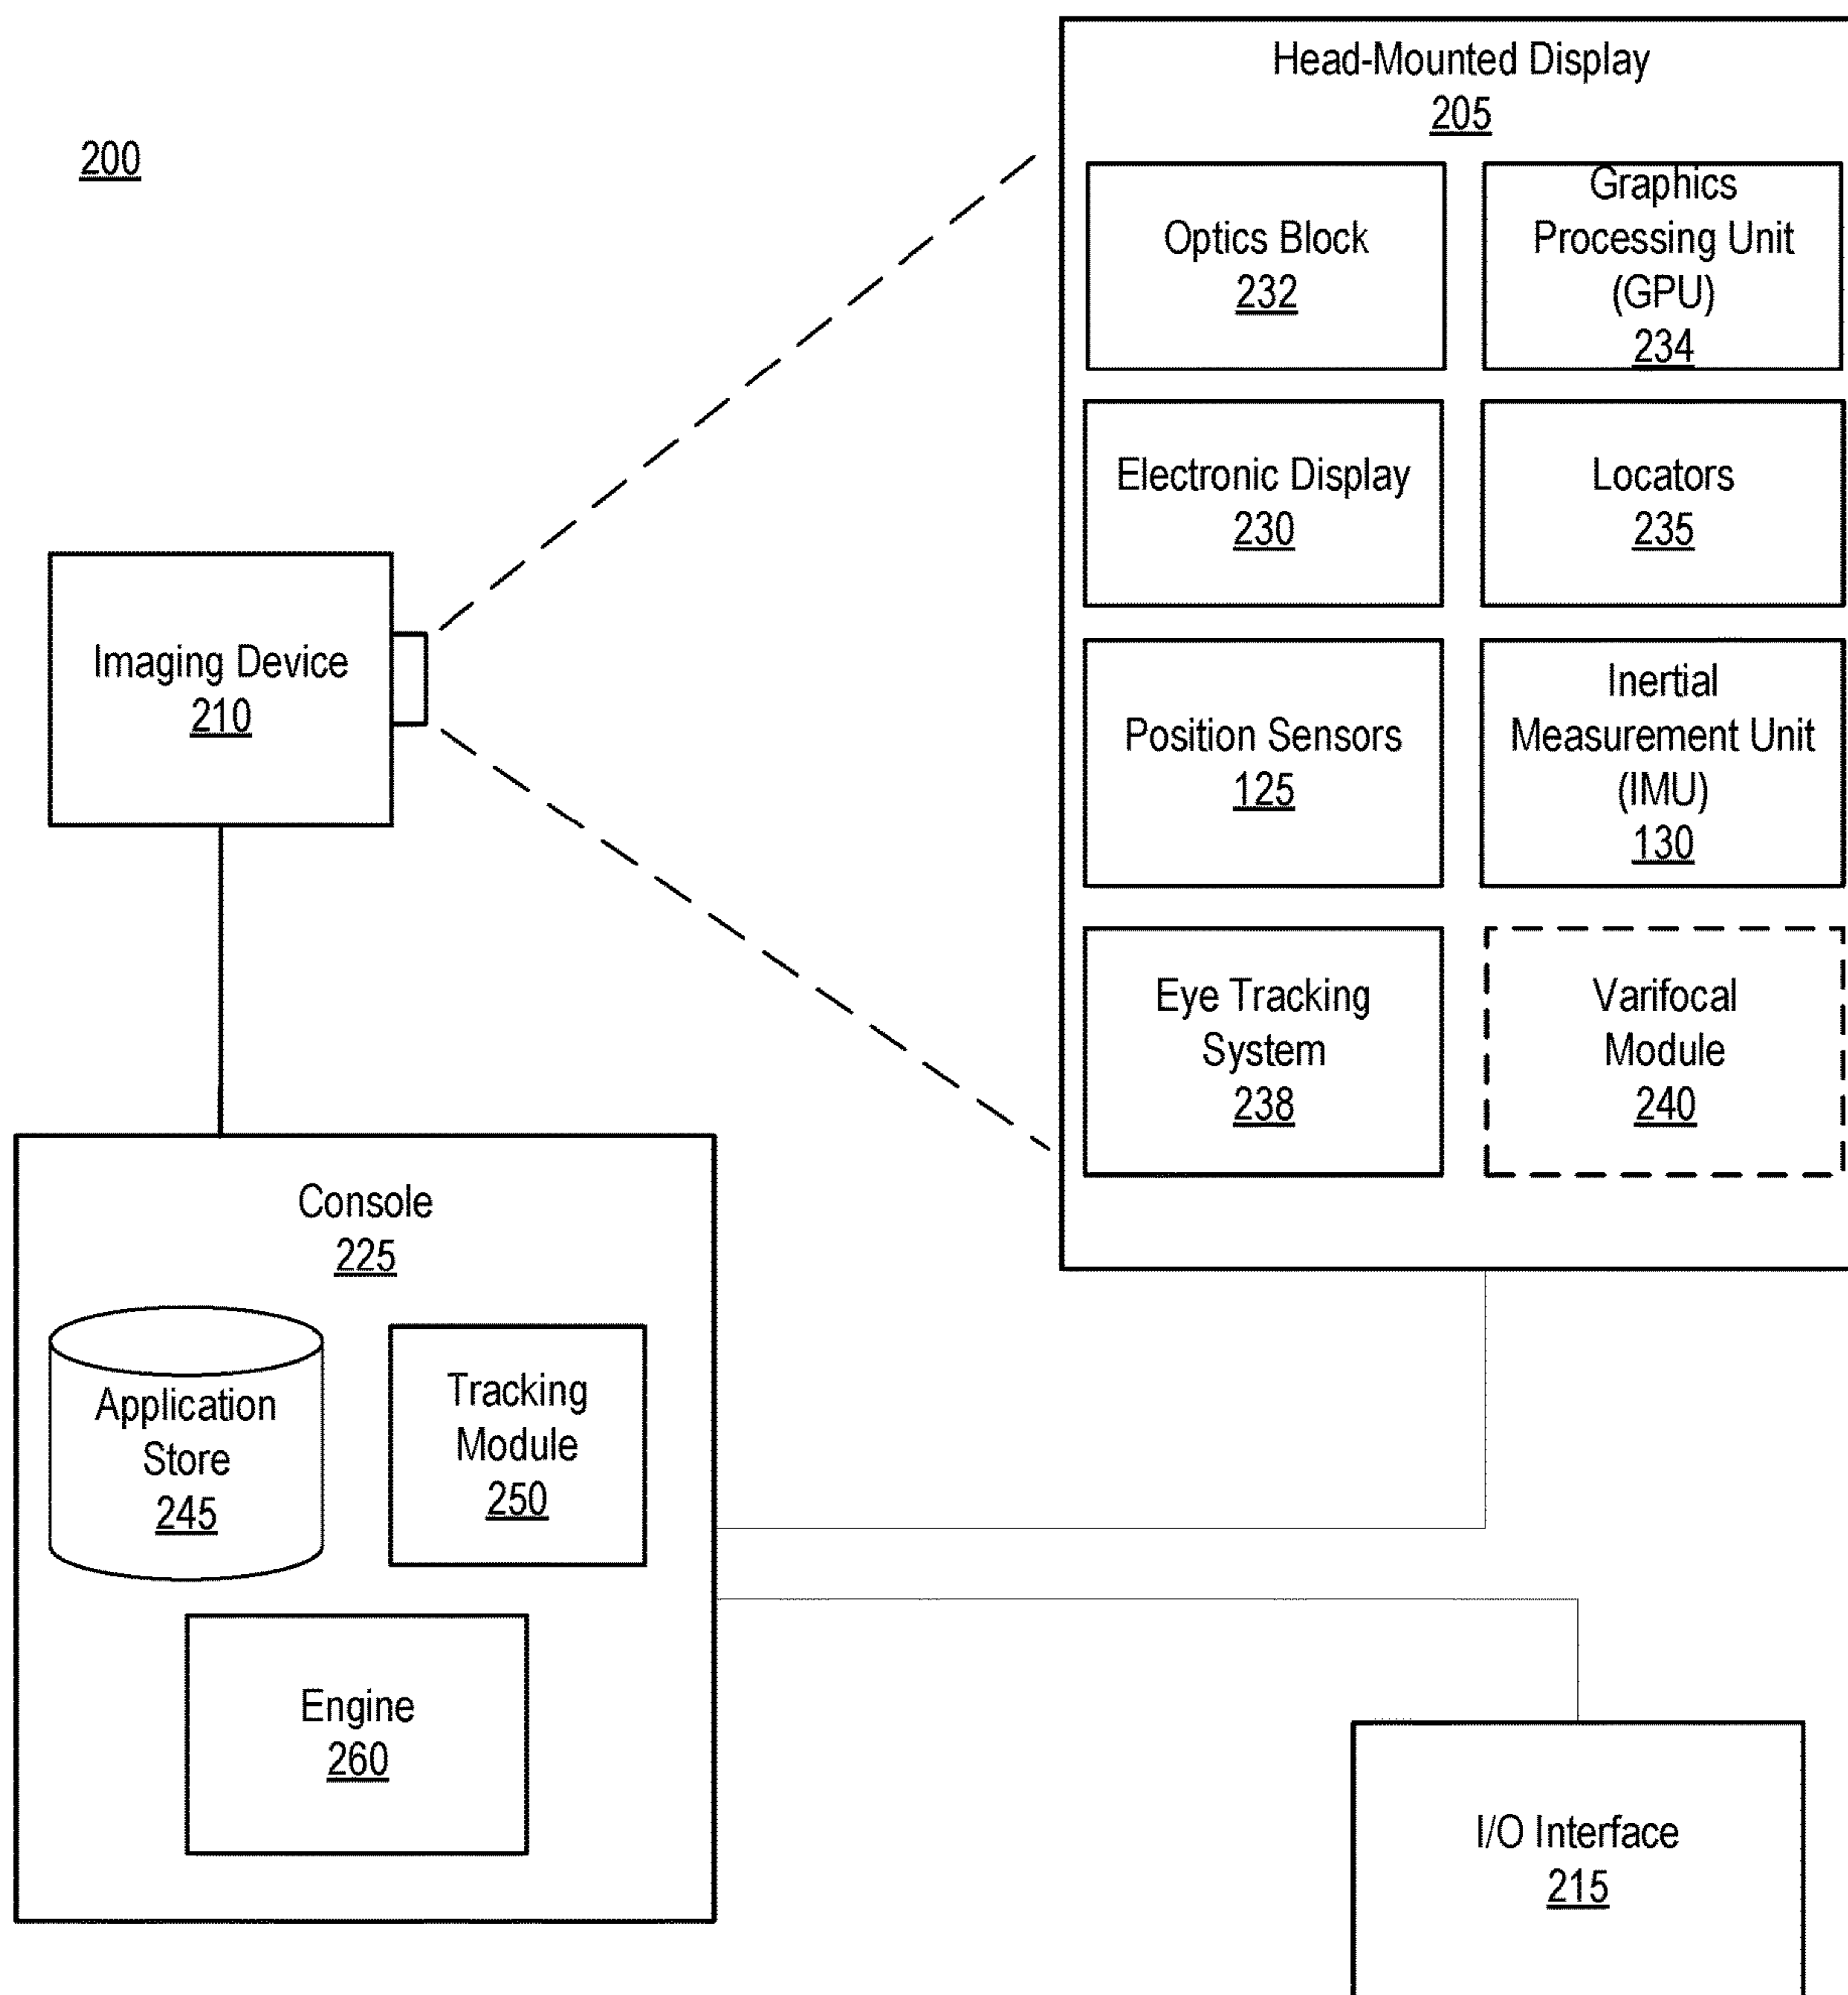 200
Head-Mounted Display
205
Optics Block
232
Graphics
Processing Unit
(GPU)
234
Electronic Display
230
Locators
235
Position Sensors
125
Inertial
Measurement Unit
(IMU)
130
Eye Tracking
System
238
Varifocal
Module
240
Imaging Device
210
Console
225
Application
Store
245
Tracking
Module
250
Engine
260
I/O Interface
215